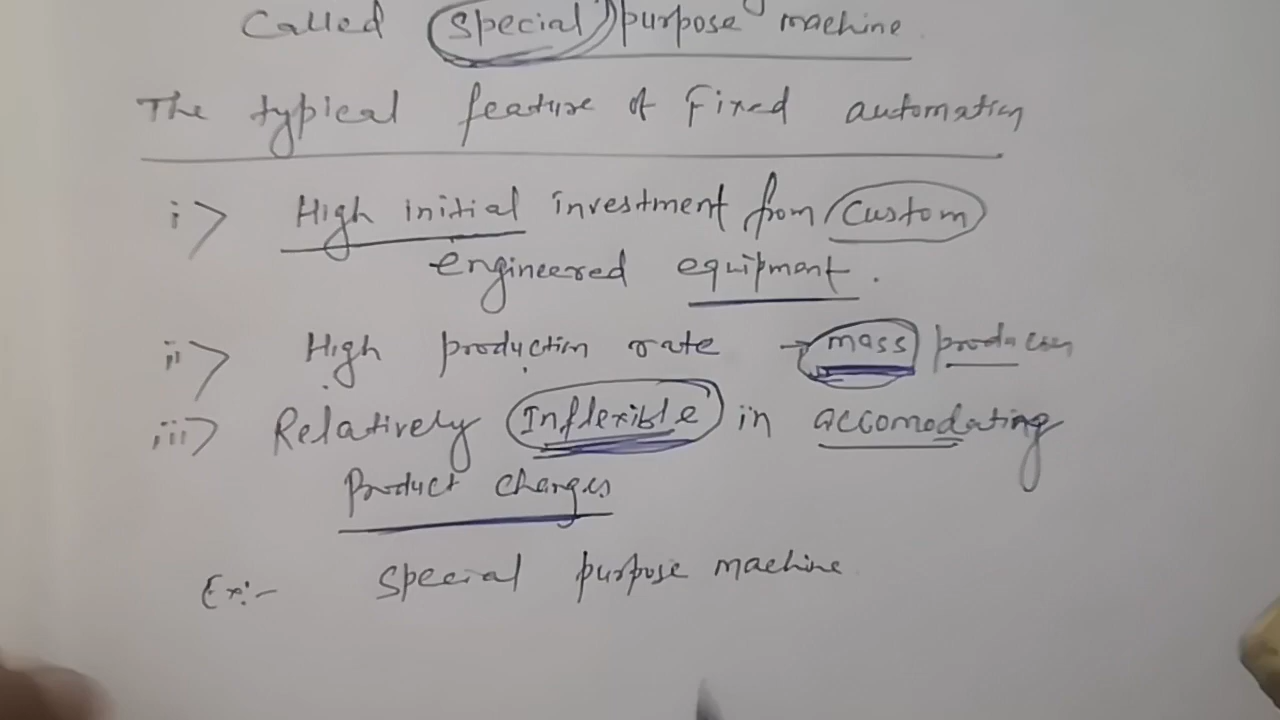 Called Special purpose machine
The typical feature of Fixed automation
i> High initial investment from Custom
engineered equipment.
ii> High production rate → mass production
iii> Relatively Inflexible in accomodating
Product changes
Ex:- Special purpose machine